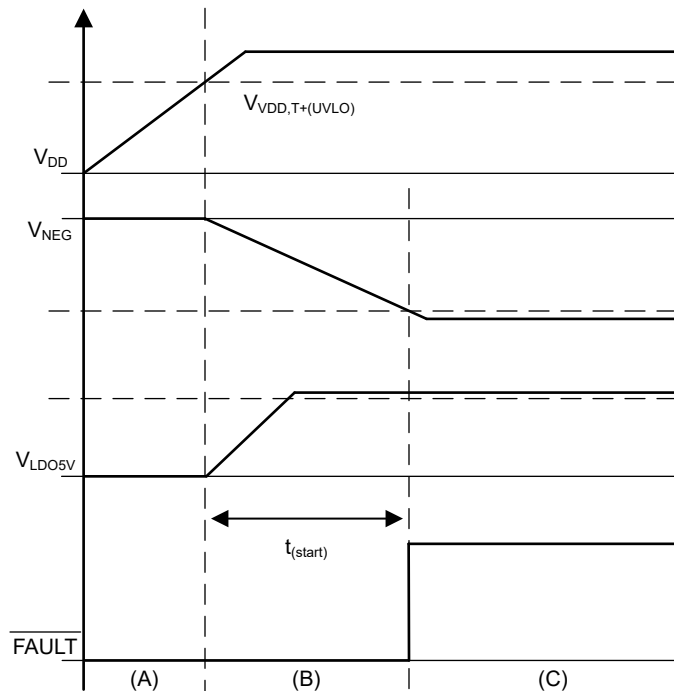 V_VDD,T+(UVLO)
V_DD
V_NEG
V_LDO5V
t_(start)
FAULT
(A) (B) (C)